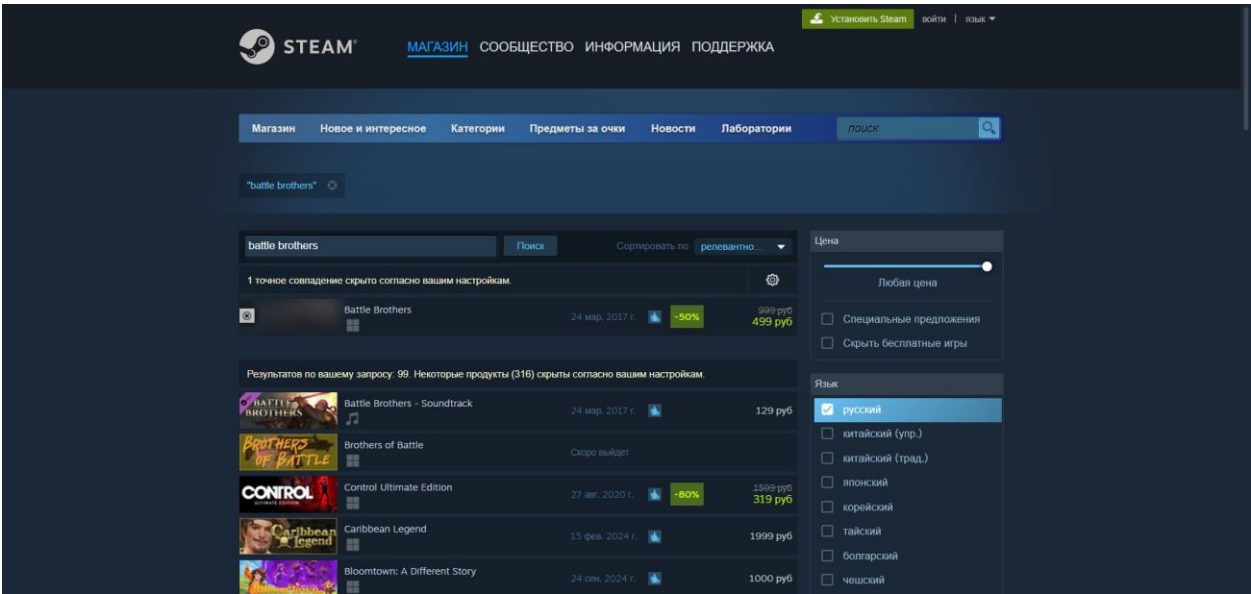 Установить Steam войти | язык
STEAM® МАГАЗИН СООБЩЕСТВО ИНФОРМАЦИЯ ПОДДЕРЖКА
Магазин Новое и интересное Категории Предметы за очки Новости Лаборатории поиск
"battle brothers"
battle brothers Поиск Сортировать по релевантно...
1 точное совпадение скрыто согласно вашим настройкам.
Battle Brothers 24 мар. 2017 г. -50% 999 руб 499 руб
Результатов по вашему запросу: 99. Некоторые продукты (316) скрыты согласно вашим настройкам.
BATTLE BROTHERS Battle Brothers - Soundtrack 24 мар. 2017 г. 129 руб
BROTHERS OF BATTLE Brothers of Battle Скоро выйдет
CONTROL ULTIMATE EDITION Control Ultimate Edition 27 авг. 2020 г. -80% 1599 руб 319 руб
Caribbean Legend Caribbean Legend 15 фев. 2024 г. 1999 руб
Bloomtown: A Different Story 24 сен. 2024 г. 1000 руб
Цена
Любая цена
Специальные предложения
Скрыть бесплатные игры
Язык
русский
китайский (упр.)
китайский (трад.)
японский
корейский
тайский
болгарский
чешский